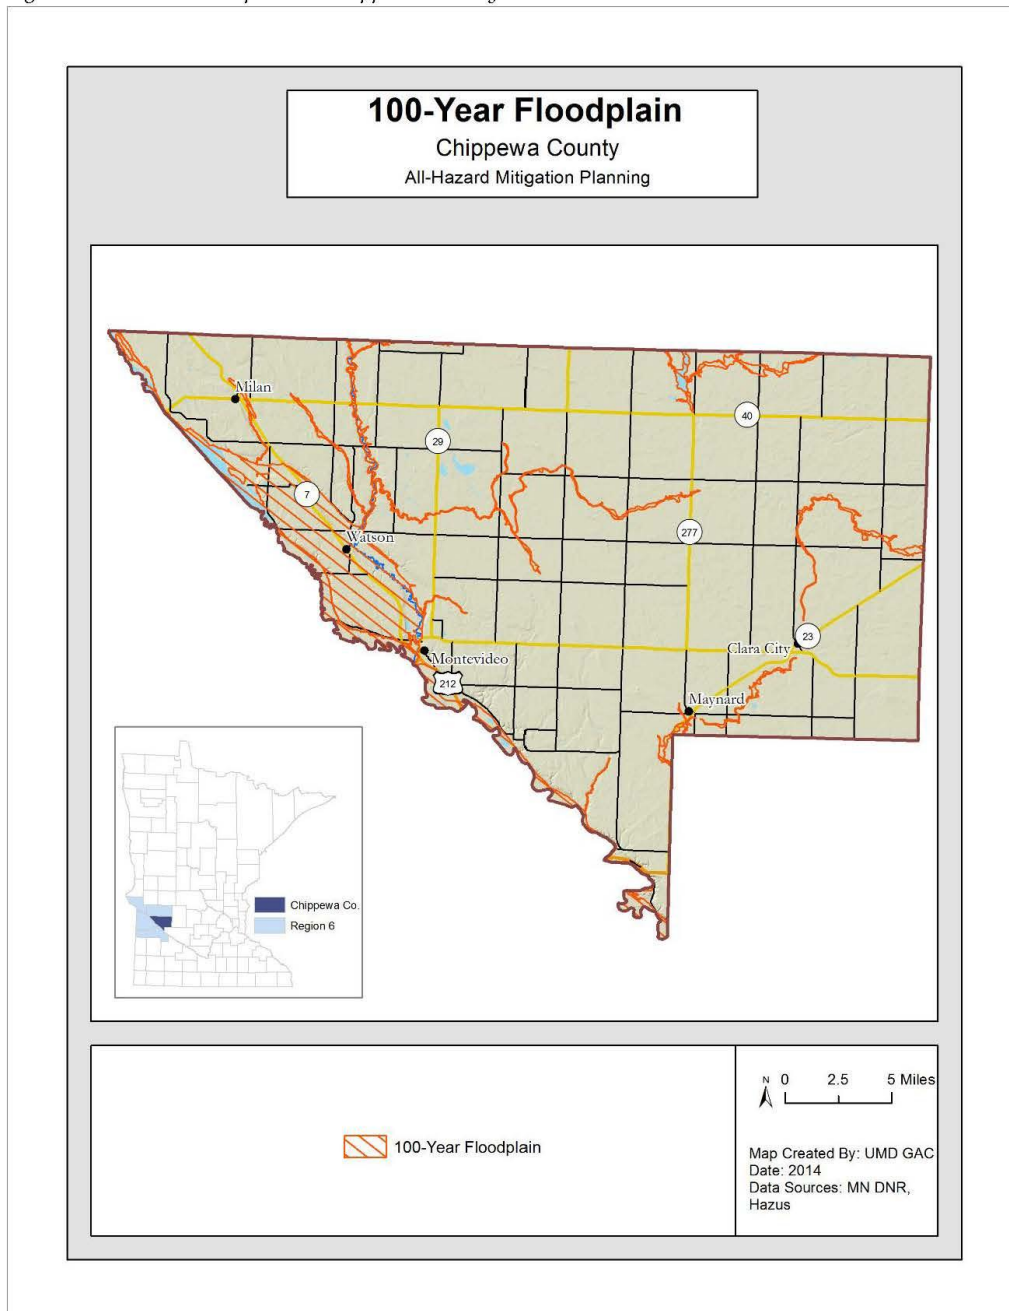 100-Year Floodplain
Chippewa County
All-Hazard Mitigation Planning
Milan
40
29
7
Watson
277
23
Clara City
Montevideo
212
Maynard
Chippewa Co.
Region 6
100-Year Floodplain
N 0 2.5 5 Miles
Map Created By: UMD GAC
Date: 2014
Data Sources: MN DNR,
Hazus